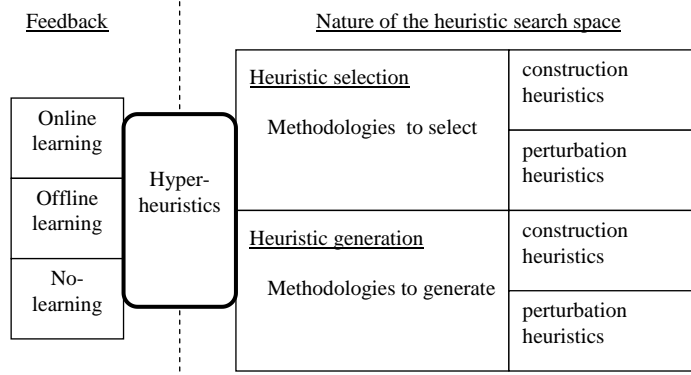 Feedback
Nature of the heuristic search space
Online
learning
Offline
learning
No-
learning
Hyper-
heuristics
Heuristic selection
Methodologies to select
construction
heuristics
perturbation
heuristics
Heuristic generation
Methodologies to generate
construction
heuristics
perturbation
heuristics